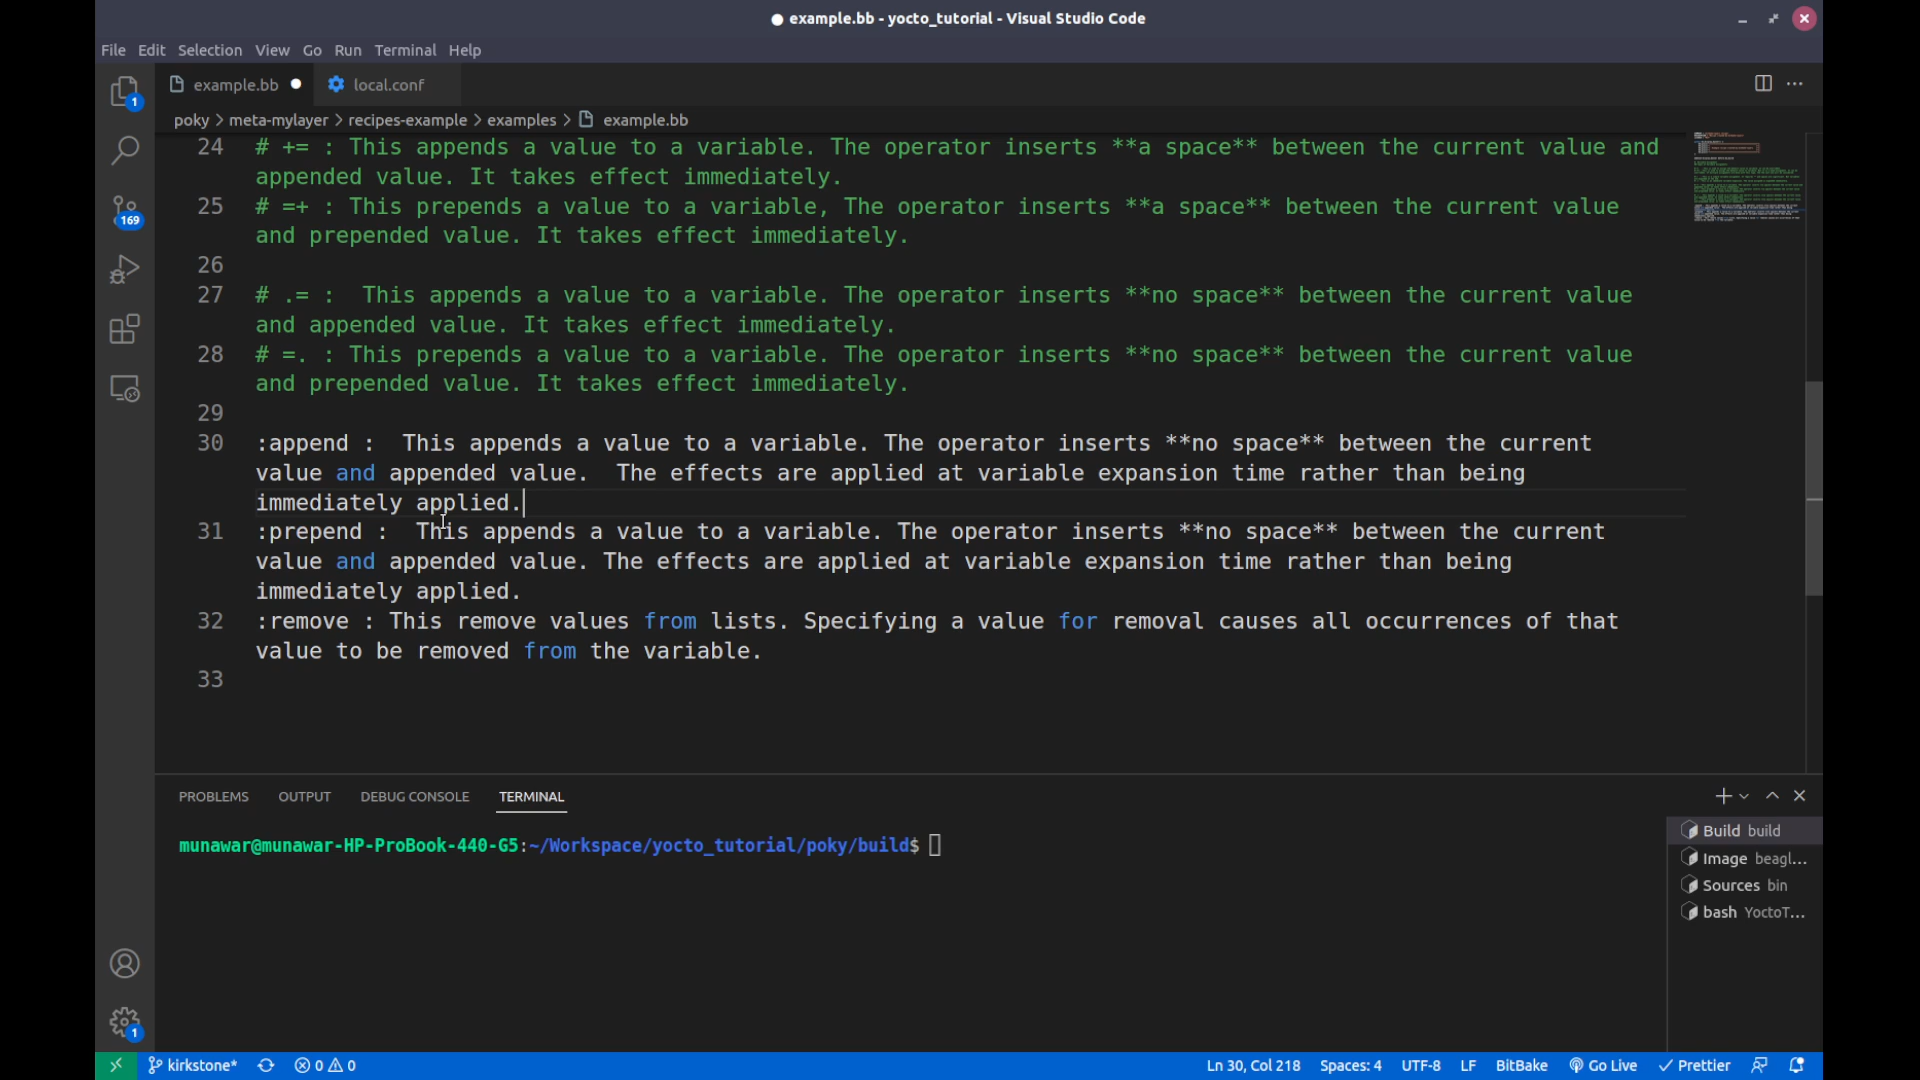 ● example.bb - yocto_tutorial - Visual Studio Code
File Edit Selection View Go Run Terminal Help
example.bb ● local.conf
poky > meta-mylayer > recipes-example > examples > example.bb
24 # += : This appends a value to a variable. The operator inserts **a space** between the current value and
appended value. It takes effect immediately.
25 # =+ : This prepends a value to a variable, The operator inserts **a space** between the current value
and prepended value. It takes effect immediately.
26
27 # .= :  This appends a value to a variable. The operator inserts **no space** between the current value
and appended value. It takes effect immediately.
28 # =. : This prepends a value to a variable. The operator inserts **no space** between the current value
and prepended value. It takes effect immediately.
29
30 :append :  This appends a value to a variable. The operator inserts **no space** between the current
value and appended value.  The effects are applied at variable expansion time rather than being
immediately applied.
31 :prepend :  This appends a value to a variable. The operator inserts **no space** between the current
value and appended value. The effects are applied at variable expansion time rather than being
immediately applied.
32 :remove : This remove values from lists. Specifying a value for removal causes all occurrences of that
value to be removed from the variable.
33
1
169
PROBLEMS OUTPUT DEBUG CONSOLE TERMINAL
munawar@munawar-HP-ProBook-440-G5:~/Workspace/yocto_tutorial/poky/build$
Build build
Image beagl...
Sources bin
bash YoctoT...
1
kirkstone* 0 0 Ln 30, Col 218 Spaces: 4 UTF-8 LF BitBake Go Live Prettier